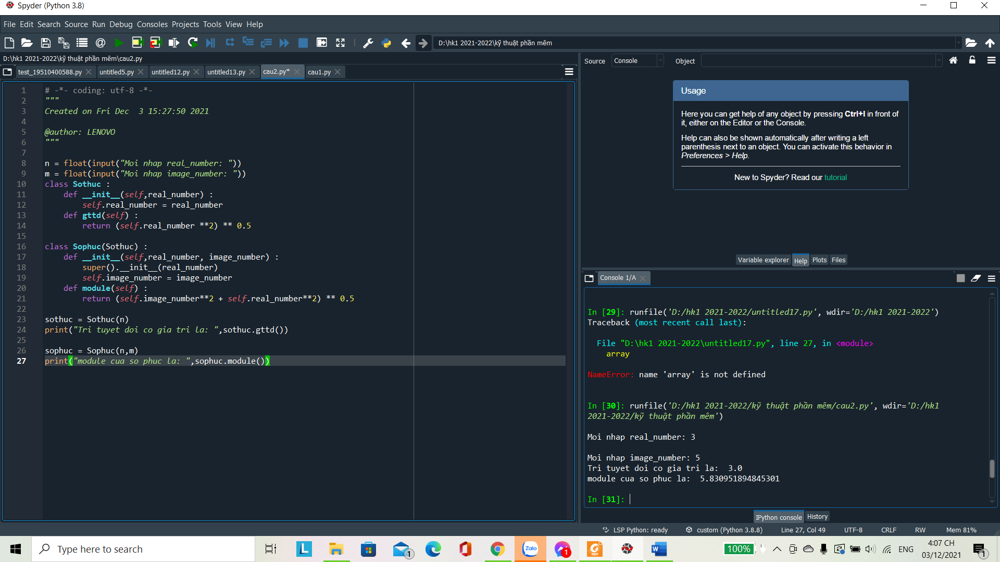 Spyder (Python 3.8)
File Edit Search Source Run Debug Consoles Projects Tools View Help
D:\hk1 2021-2022\kỹ thuật phần mêm
D:\hk1 2021-2022\kỹ thuật phần mêm\cau2.py
test_19510400588.py untitled5.py untitled12.py untitled13.py cau2.py* cau1.py
1 # -*- coding: utf-8 -*-
2 """
3 Created on Fri Dec  3 15:27:50 2021
4
5 @author: LENOVO
6 """
7
8 n = float(input("Moi nhap real_number: "))
9 m = float(input("Moi nhap image_number: "))
10 class Sothuc :
11     def __init__(self,real_number) :
12         self.real_number = real_number
13     def gttd(self) :
14         return (self.real_number **2) ** 0.5
15
16 class Sophuc(Sothuc) :
17     def __init__(self,real_number, image_number) :
18         super().__init__(real_number)
19         self.image_number = image_number
20     def module(self) :
21         return (self.image_number**2 + self.real_number**2) ** 0.5
22
23 sothuc = Sothuc(n)
24 print("Tri tuyet doi co gia tri la: ",sothuc.gttd())
25
26 sophuc = Sophuc(n,m)
27 print("module cua so phuc la: ",sophuc.module())
Source Console Object
Usage
Here you can get help of any object by pressing Ctrl+I in front of
it, either on the Editor or the Console.
Help can also be shown automatically after writing a left
parenthesis next to an object. You can activate this behavior in
Preferences > Help.
New to Spyder? Read our tutorial
Variable explorer Help Plots Files
Console 1/A
In [29]: runfile('D:/hk1 2021-2022/untitled17.py', wdir='D:/hk1 2021-2022')
Traceback (most recent call last):
File "D:\hk1 2021-2022\untitled17.py", line 27, in <module>
array
NameError: name 'array' is not defined
In [30]: runfile('D:/hk1 2021-2022/kỹ thuật phần mêm/cau2.py', wdir='D:/hk1
2021-2022/kỹ thuật phần mêm')
Moi nhap real_number: 3
Moi nhap image_number: 5
Tri tuyet doi co gia tri la:  3.0
module cua so phuc la:  5.830951894845301
In [31]:
IPython console History
LSP Python: ready custom (Python 3.8.8) Line 27, Col 49 UTF-8 CRLF RW Mem 81%
Type here to search
L
1
Zalo
1
PDF
W
100%
ENG
4:07 CH
03/12/2021
1